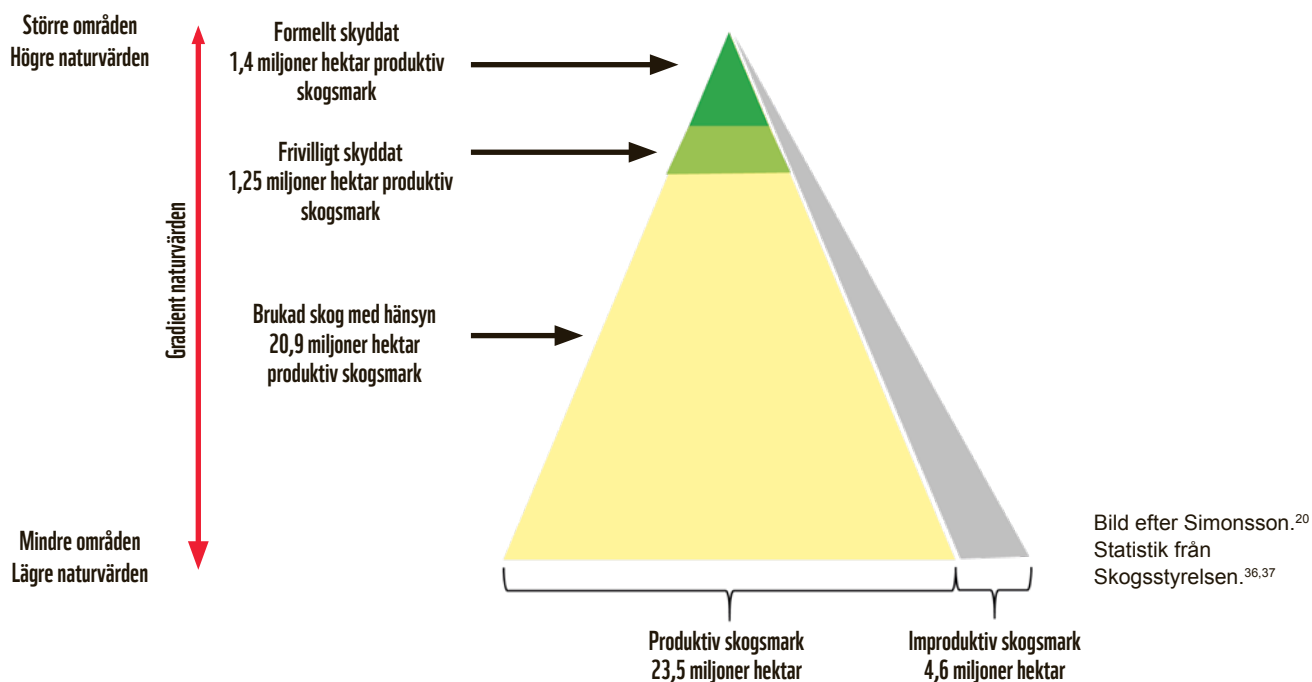 Större områden
Högre naturvärden
Gradient naturvärden
Mindre områden
Lägre naturvärden
Formellt skyddat
1,4 miljoner hektar produktiv
skogsmark
Frivilligt skyddat
1,25 miljoner hektar produktiv
skogsmark
Brukad skog med hänsyn
20,9 miljoner hektar
produktiv skogsmark
Produktiv skogsmark
23,5 miljoner hektar
Improduktiv skogsmark
4,6 miljoner hektar
Bild efter Simonsson.20
Statistik från
Skogsstyrelsen.36,37